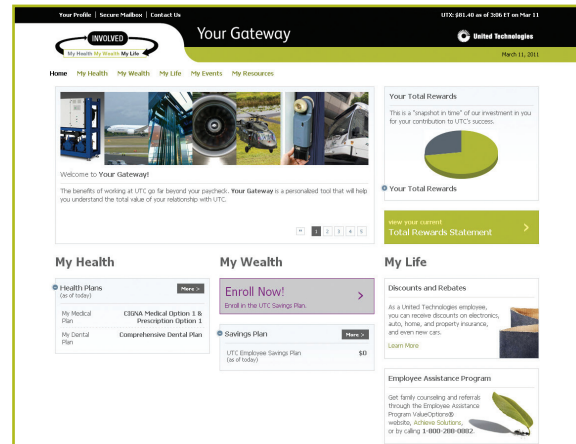 Your Profile | Secure Mailbox | Contact Us
UTX: $81.40 as of 3:06 ET on Mar 11
INVOLVED
My Health My Wealth My Life
Your Gateway
United Technologies
March 11, 2011
Home My Health My Wealth My Life My Events My Resources
Welcome to Your Gateway!
The benefits of working at UTC go far beyond your paycheck. Your Gateway is a personalized tool that will help
you understand the total value of your relationship with UTC.
1 2 3 4 5
Your Total Rewards
This is a "snapshot in time" of our investment in you
for your contribution to UTC's success.
Your Total Rewards
view your current
Total Rewards Statement >
My Health
Health Plans
(as of today)
More >
My Medical
Plan
CIGNA Medical Option 1 &
Prescription Option 1
My Dental
Plan
Comprehensive Dental Plan
My Wealth
Enroll Now! >
Enroll in the UTC Savings Plan.
Savings Plan
More >
UTC Employee Savings Plan
(as of today)
$0
My Life
Discounts and Rebates
As a United Technologies employee,
you can receive discounts on electronics,
auto, home, and property insurance,
and even new cars.
Learn More
Employee Assistance Program
Get family counseling and referrals
through the Employee Assistance
Program ValueOptions®
website, Achieve Solutions,
or by calling 1-800-288-0882.